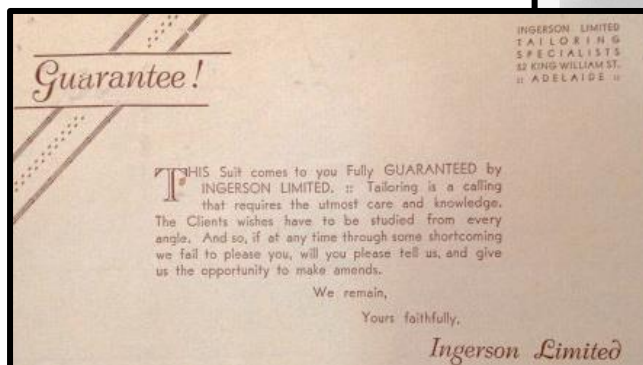 Guarantee!
INGERSON LIMITED
TAILORING
SPECIALISTS
52 KING WILLIAM ST.
:: ADELAIDE ::
THIS Suit comes to you Fully GUARANTEED by
INGERSON LIMITED. :: Tailoring is a calling
that requires the utmost care and knowledge.
The Clients wishes have to be studied from every
angle. And so, if at any time through some shortcoming
we fail to please you, will you please tell us, and give
us the opportunity to make amends.
We remain,
Yours faithfully,
Ingerson Limited